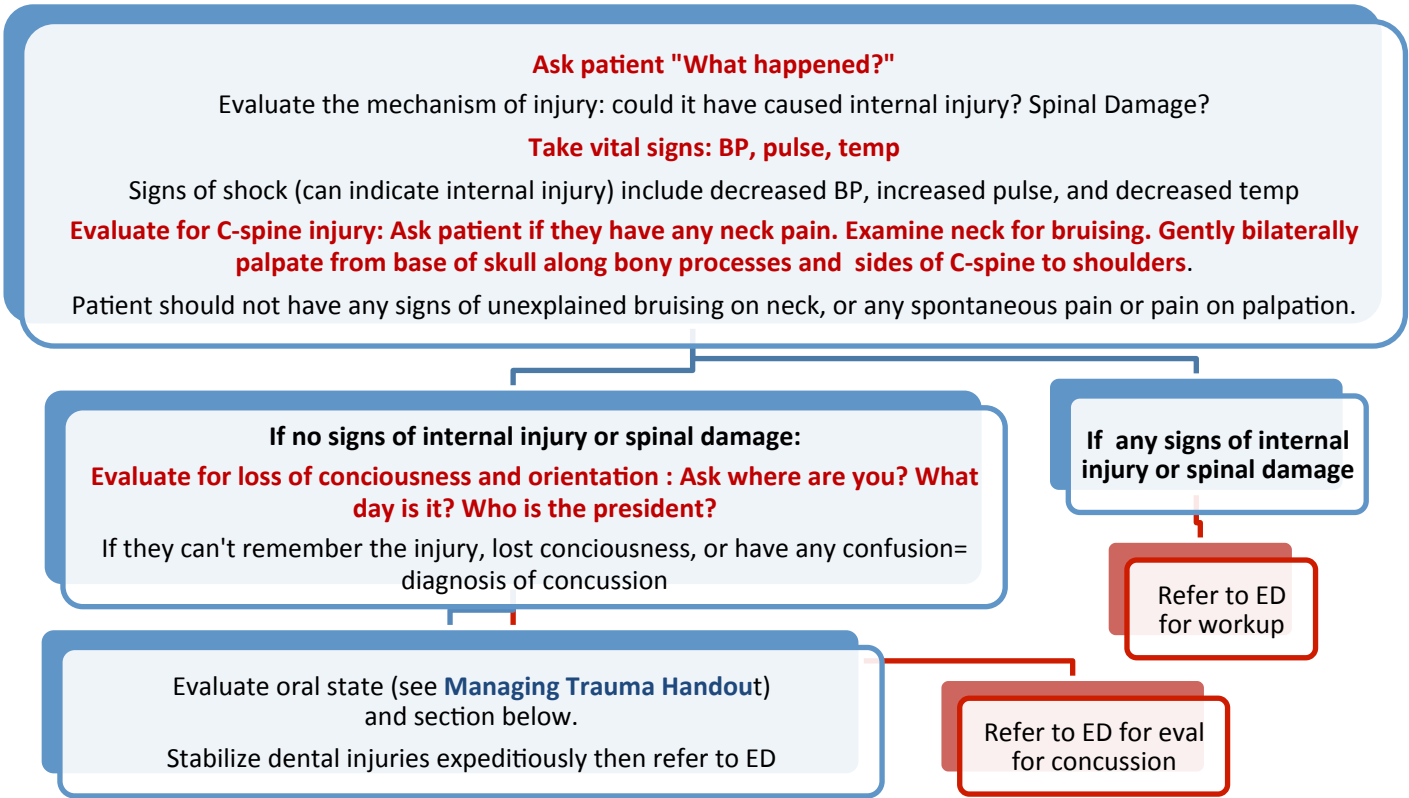 Ask patient "What happened?"
Evaluate the mechanism of injury: could it have caused internal injury? Spinal Damage?
Take vital signs: BP, pulse, temp
Signs of shock (can indicate internal injury) include decreased BP, increased pulse, and decreased temp
Evaluate for C-spine injury: Ask patient if they have any neck pain. Examine neck for bruising. Gently bilaterally
palpate from base of skull along bony processes and sides of C-spine to shoulders.
Patient should not have any signs of unexplained bruising on neck, or any spontaneous pain or pain on palpation.
If no signs of internal injury or spinal damage:
Evaluate for loss of conciousness and orientation : Ask where are you? What
day is it? Who is the president?
If they can't remember the injury, lost conciousness, or have any confusion=
diagnosis of concussion
If any signs of internal
injury or spinal damage
Refer to ED
for workup
Evaluate oral state (see Managing Trauma Handout)
and section below.
Stabilize dental injuries expeditiously then refer to ED
Refer to ED for eval
for concussion